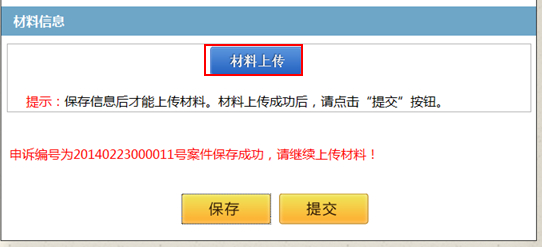 材料信息
材料上传
提示：保存信息后才能上传材料。材料上传成功后，请点击“提交”按钮。
申诉编号为20140223000011号案件保存成功，请继续上传材料！
保存 提交